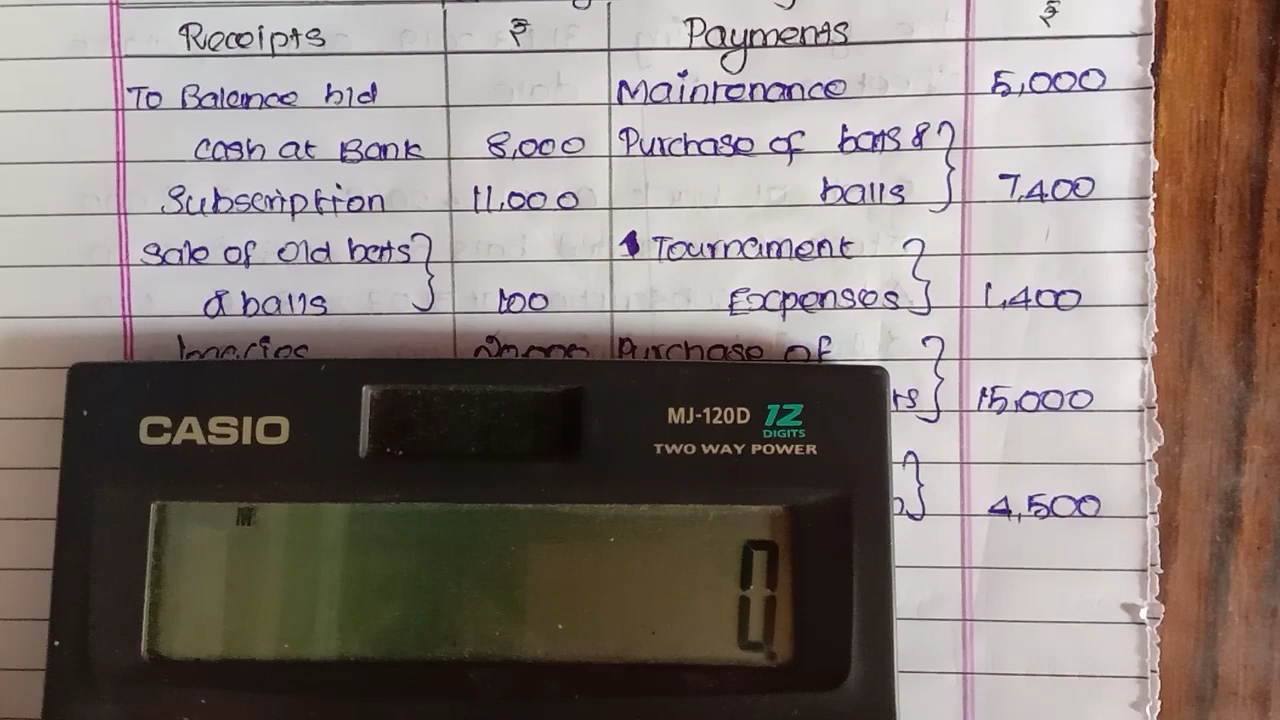 Receipts ₹ Payments ₹
To Balance bld Maintenance 5,000
cash at Bank 8,000 Purchase of bats &
Subscription 11,000 balls 7,400
Sale of Old bats Tournament
& balls 100 Expenses 1,400
Purchase of
15,000
4,500
CASIO
MJ-120D 12
DIGITS
TWO WAY POWER
0.